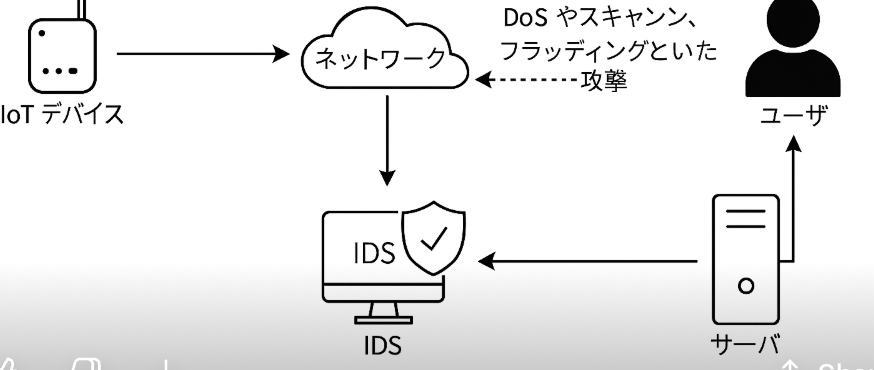 DoS やスキャンン、
フラッディングといった
攻撃
ネットワーク
IoT デバイス
ユーザ
IDS
IDS
サーバ